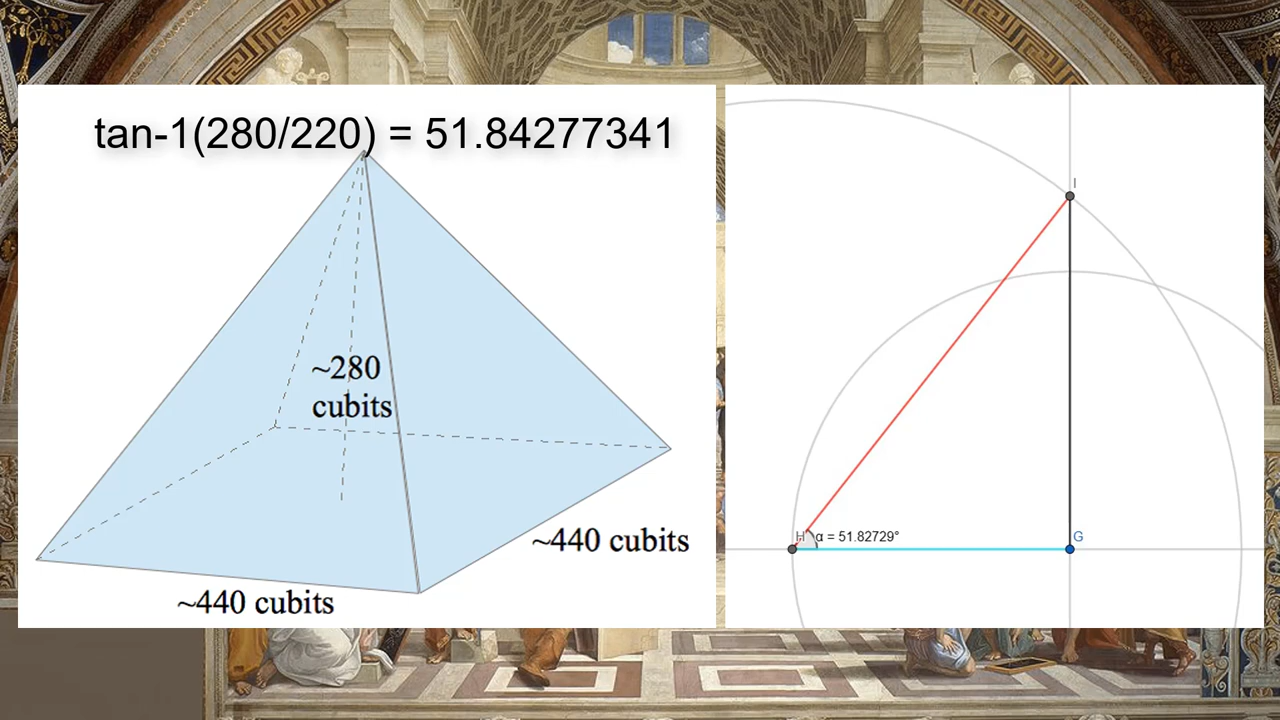 tan-1(280/220) = 51.84277341
~280
cubits
~440 cubits
~440 cubits
I
H α = 51.82729°
G